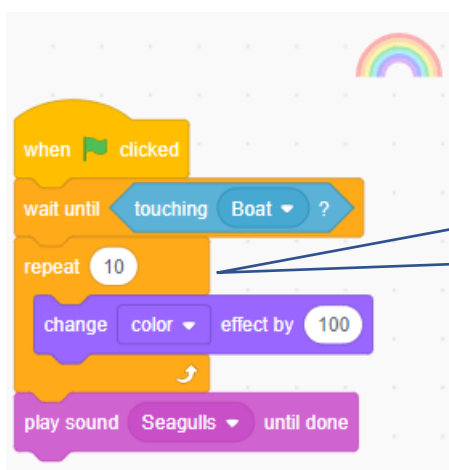 when clicked
wait until touching Boat ?
repeat 10
change color effect by 100
play sound Seagulls until done